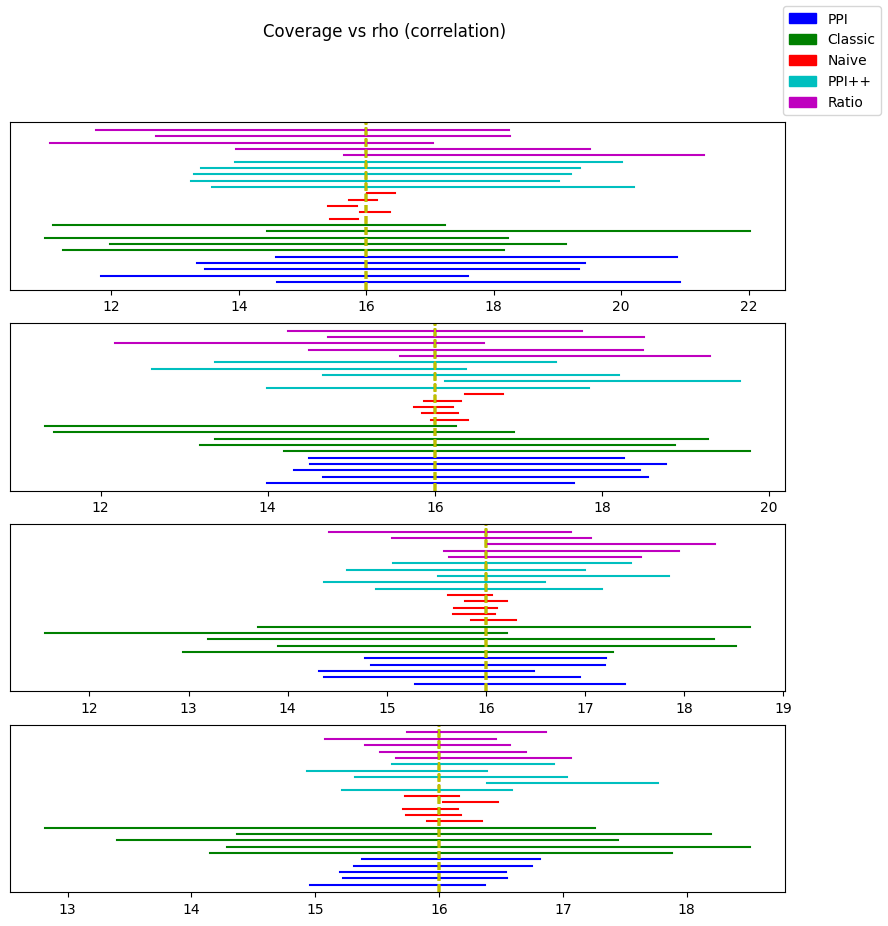 Coverage vs rho (correlation)
PPI
Classic
Naive
PPI++
Ratio
12 14 16 18 20 22
12 14 16 18 20
12 13 14 15 16 17 18 19
13 14 15 16 17 18